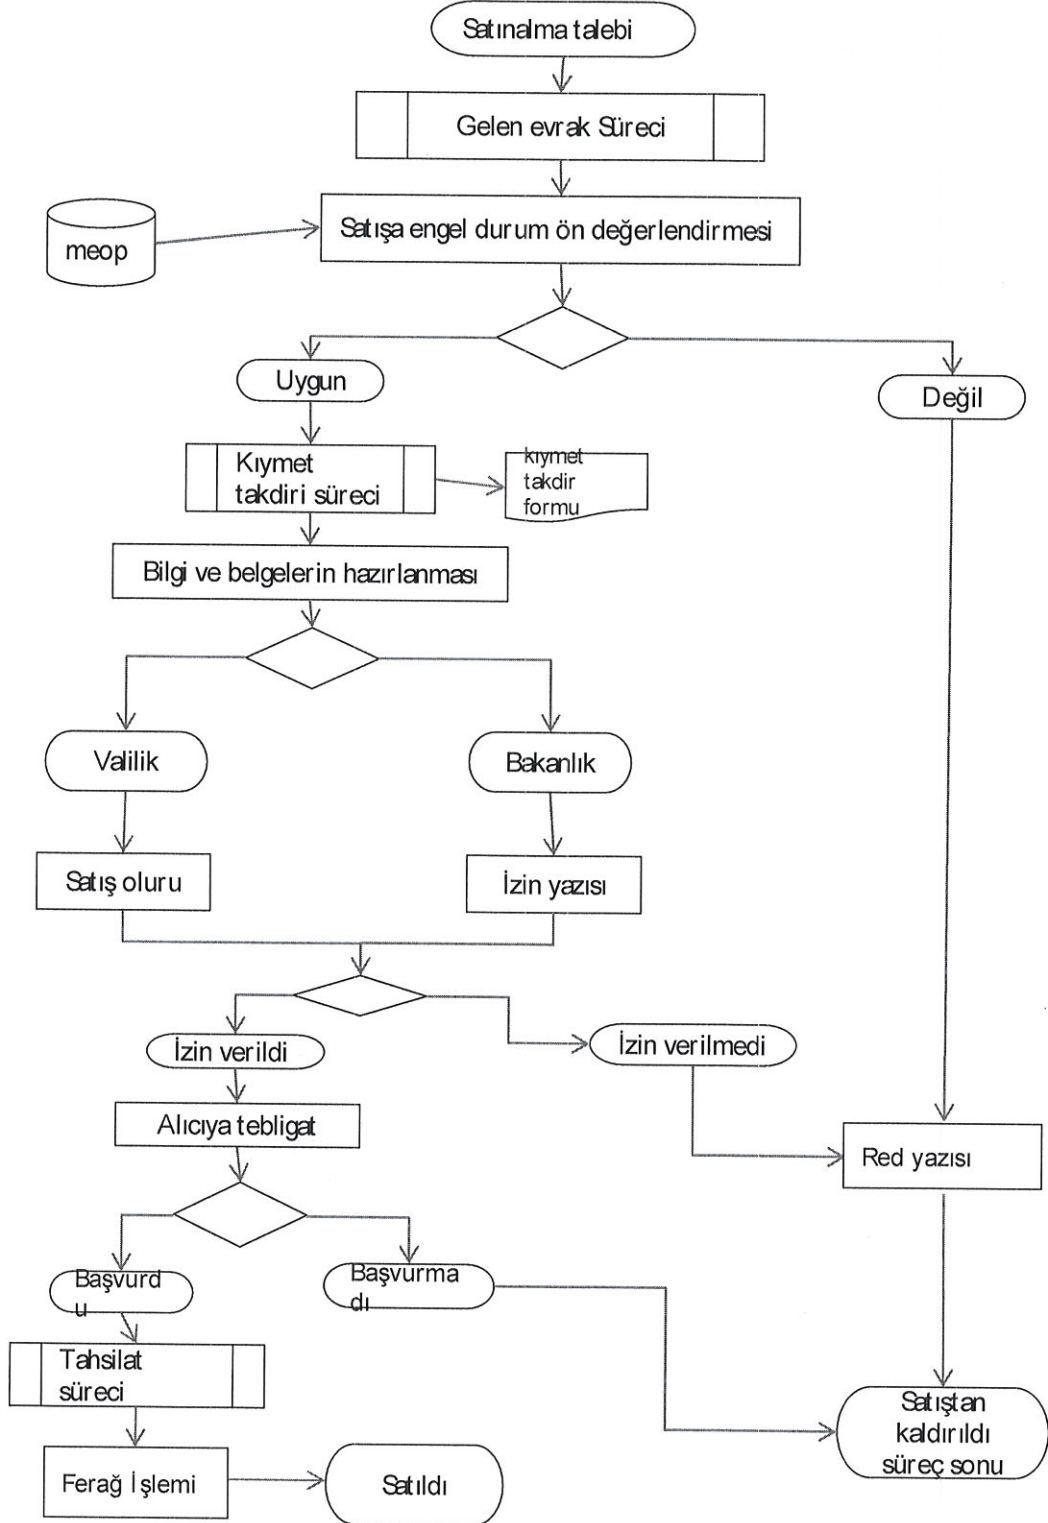 Satınalma talebi
Gelen evrak Süreci
Satışa engel durum ön değerlendirmesi
meop
Uygun
Değil
Kıymet
takdiri süreci
kıymet
takdir
formu
Bilgi ve belgelerin hazırlanması
Valilik
Bakanlık
Satış oluru
İzin yazısı
İzin verildi
İzin verilmedi
Alıcıya tebligat
Red yazısı
Başvurd
u
Başvurma
dı
Tahsilat
süreci
Satıştan
kaldırıldı
süreç sonu
Ferağ İşlemi
Satıldı